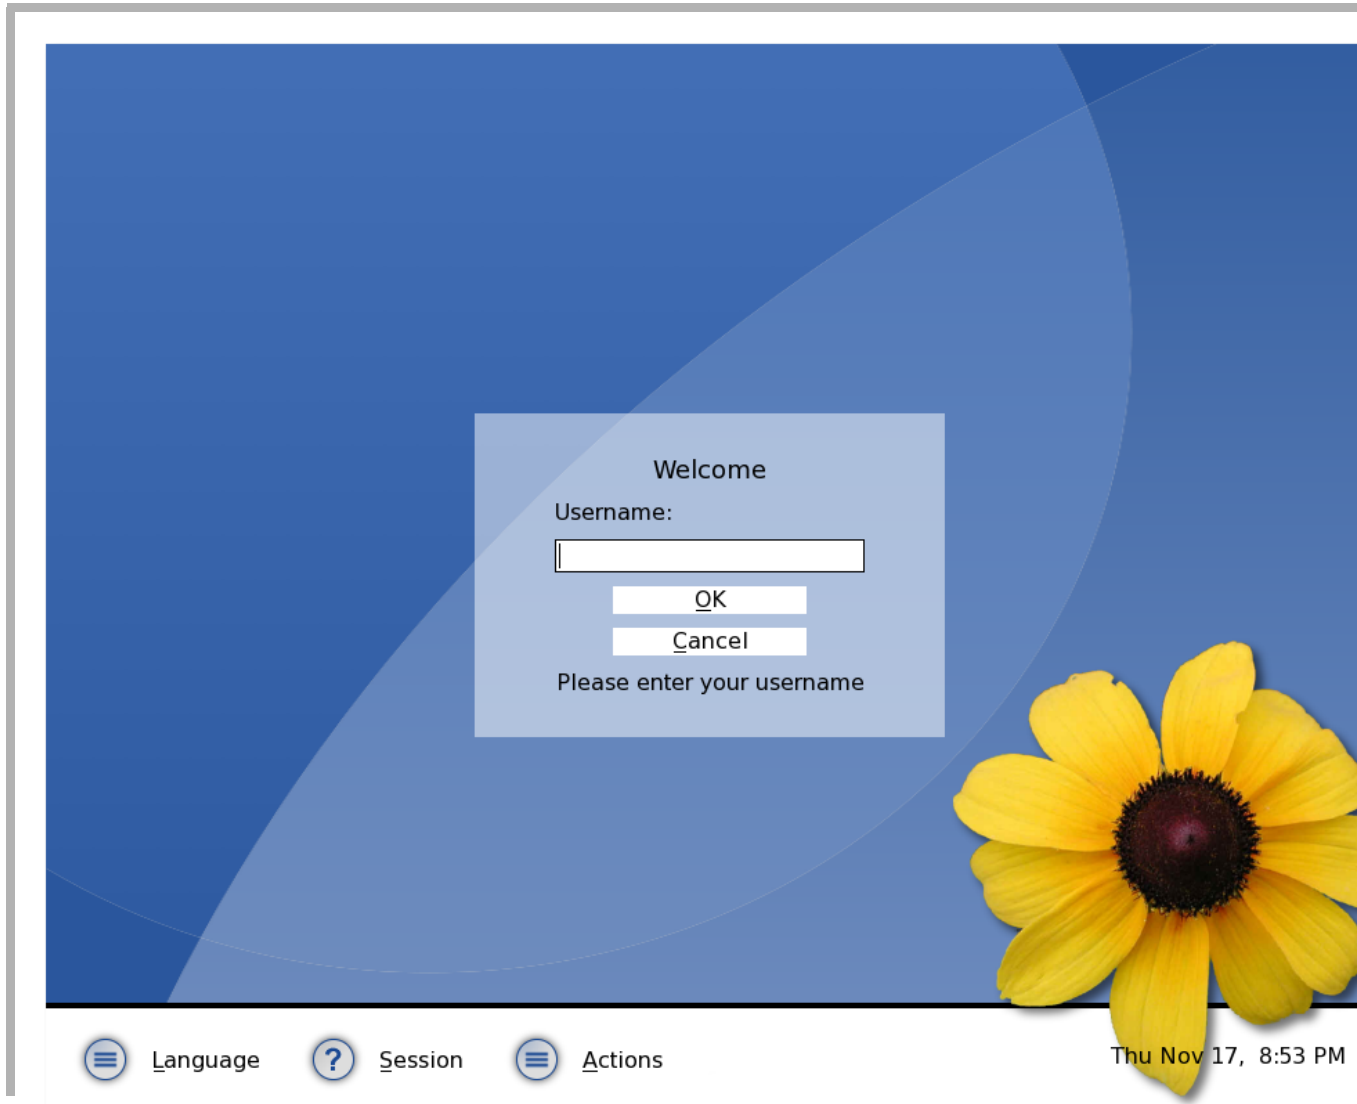 Welcome
Username:
OK
Cancel
Please enter your username
Language Session Actions Thu Nov 17, 8:53 PM